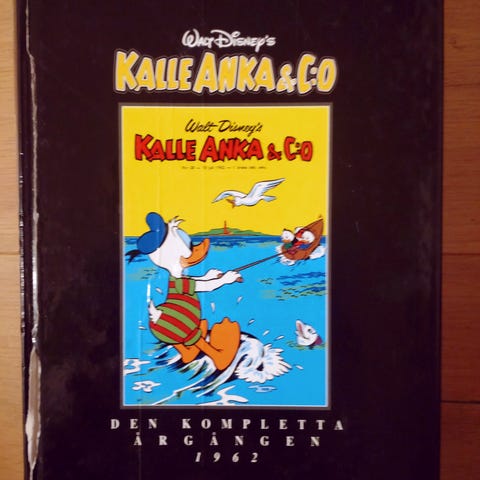 Walt Disney's
KALLE ANKA & C:O
Walt Disney's
KALLE ANKA & C:O
DEN KOMPLETTA
ÅRGÅNGEN
1962